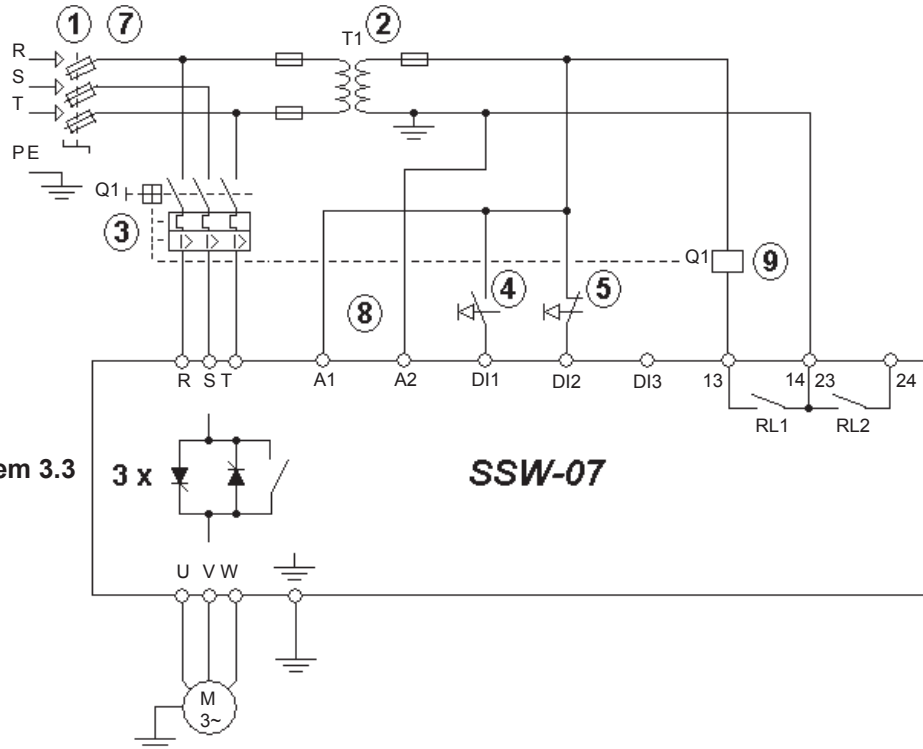 1 7 2
T1
R
S
T
PE
Q1
3
Q1 9
4 5
8
R S T A1 A2 DI1 DI2 DI3 13 14 23 24
RL1 RL2
em 3.3 3 x SSW-07
U V W
M
3~